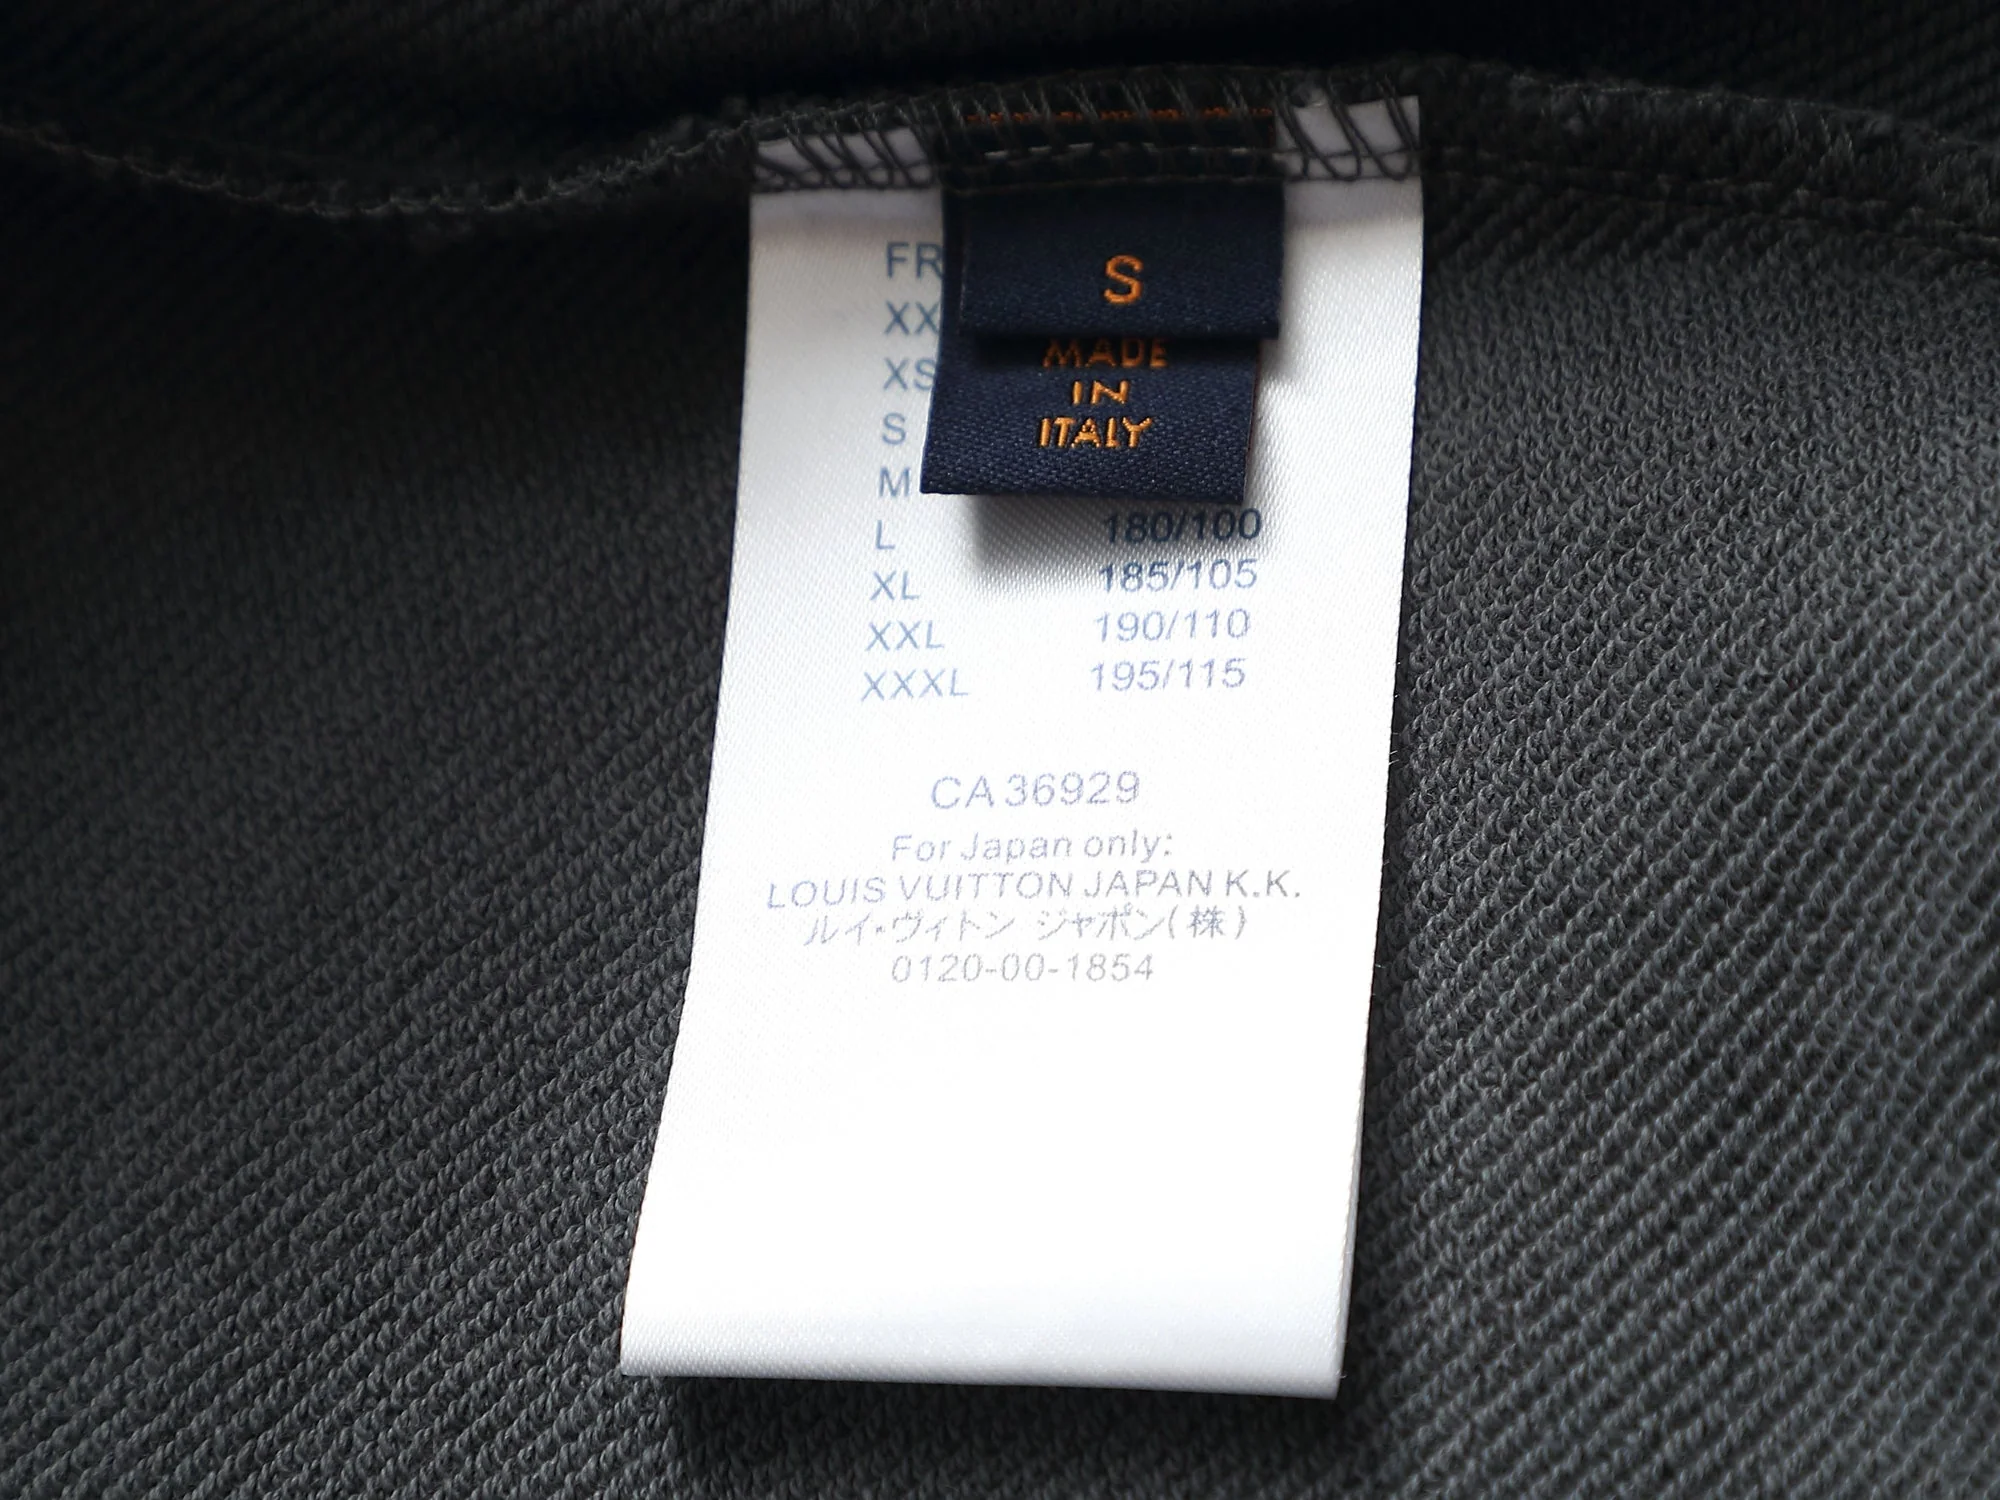 S
MADE
IN
ITALY
FR
XX
XS
S
M
L 180/100
XL 185/105
XXL 190/110
XXXL 195/115
CA36929
For Japan only:
LOUIS VUITTON JAPAN K.K.
ルイ・ヴィトン ジャポン(株)
0120-00-1854